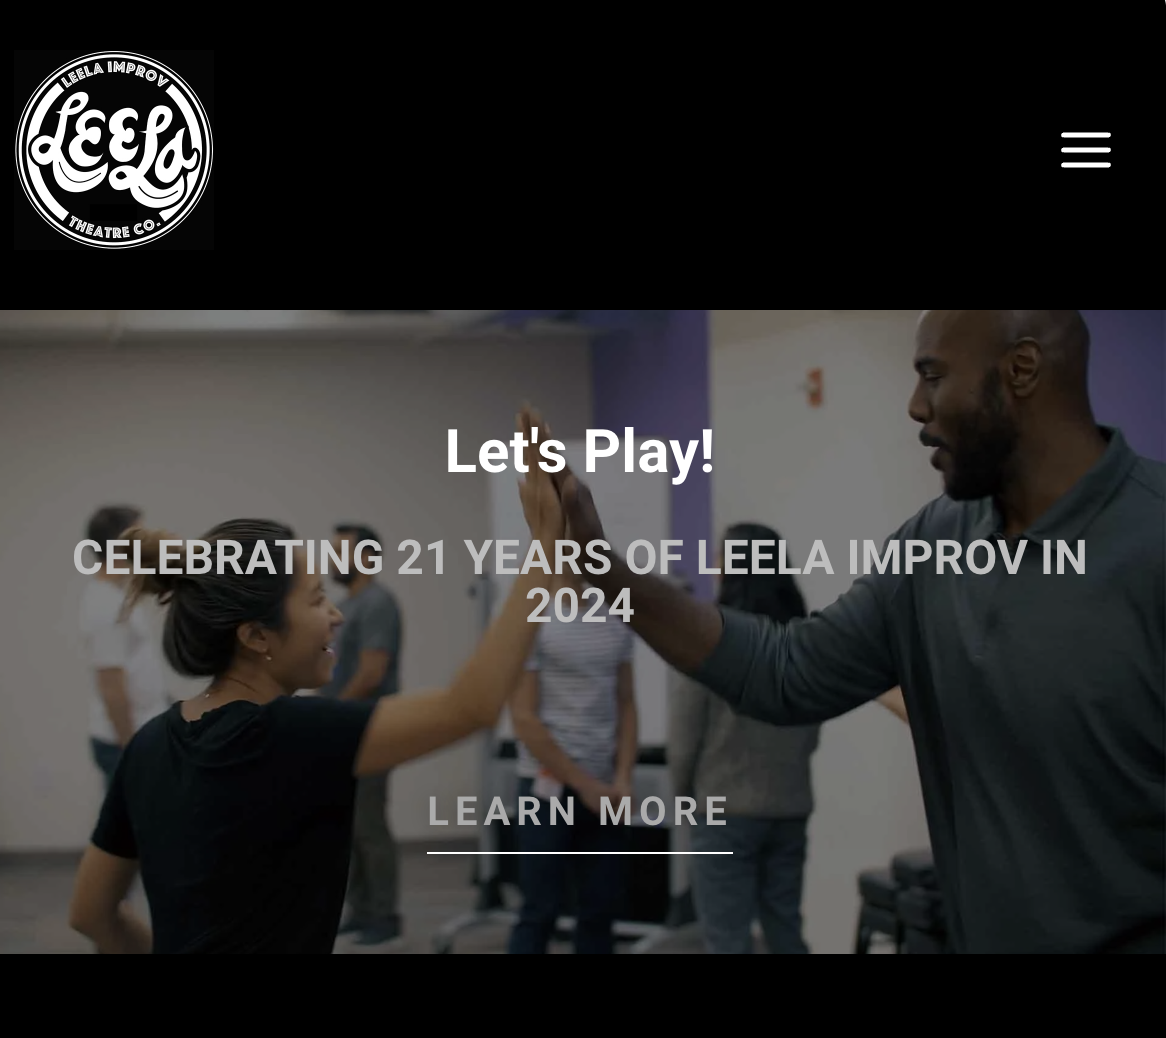 LEELA IMPROV
LEELA
THEATRE CO.
Let's Play!
CELEBRATING 21 YEARS OF LEELA IMPROV IN
2024
LEARN MORE